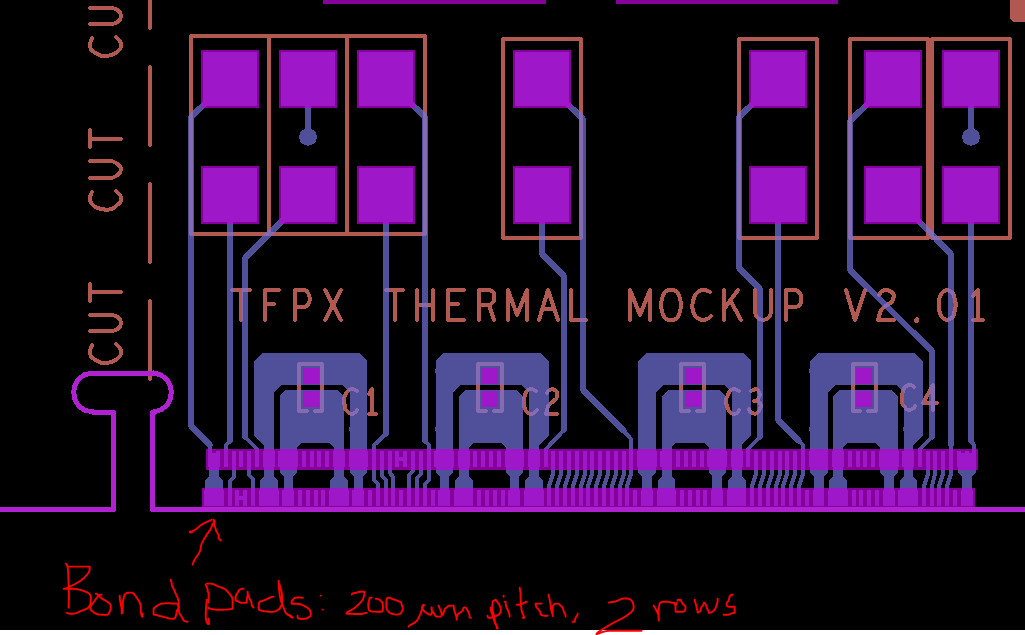 CU
CUT
CUT
TFPX THERMAL MOCKUP V2.01
C1 C2 C3 C4
Bond Pads: 200 µm pitch, 2 rows